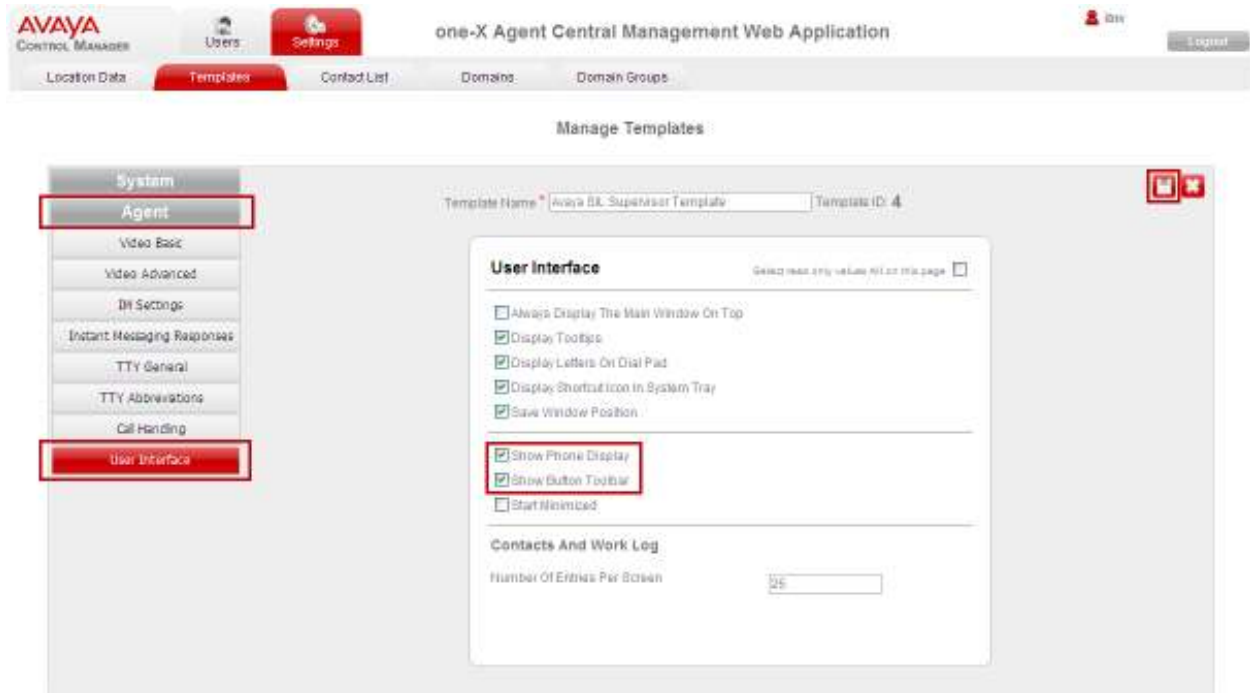 AVAYA
CONTROL MANAGER
Users
Settings
one-X Agent Central Management Web Application
Logout
Location Data
Templates
Contact List
Domains
Domain Groups
Manage Templates
System
Agent
Video Basic
Video Advanced
IM Settings
Instant Messaging Responses
TTY General
TTY Abbreviations
Call Handling
User Interface
Template Name * Avaya Supervisor Template Template ID: 4
User Interface
Select read only values All on this page
Always Display The Main Window On Top
Display Tooltips
Display Letters On Dial Pad
Display Shortcut Icon In System Tray
Save Window Position
Show Phone Display
Show Button Toolbar
Start Minimized
Contacts And Work Log
Number Of Entries Per Screen
25